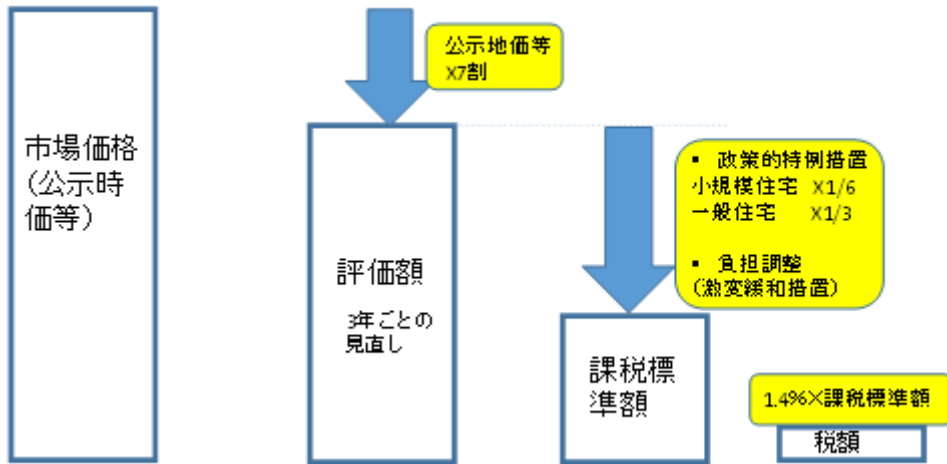 市場価格
(公示時
価等)
公示地価等
X7割
評価額
3年ごとの
見直し
▪ 政策的特例措置
小規模住宅 X1/6
一般住宅 X1/3
▪ 負担調整
(激変緩和措置)
課税標
準額
1.4%×課税標準額
税額